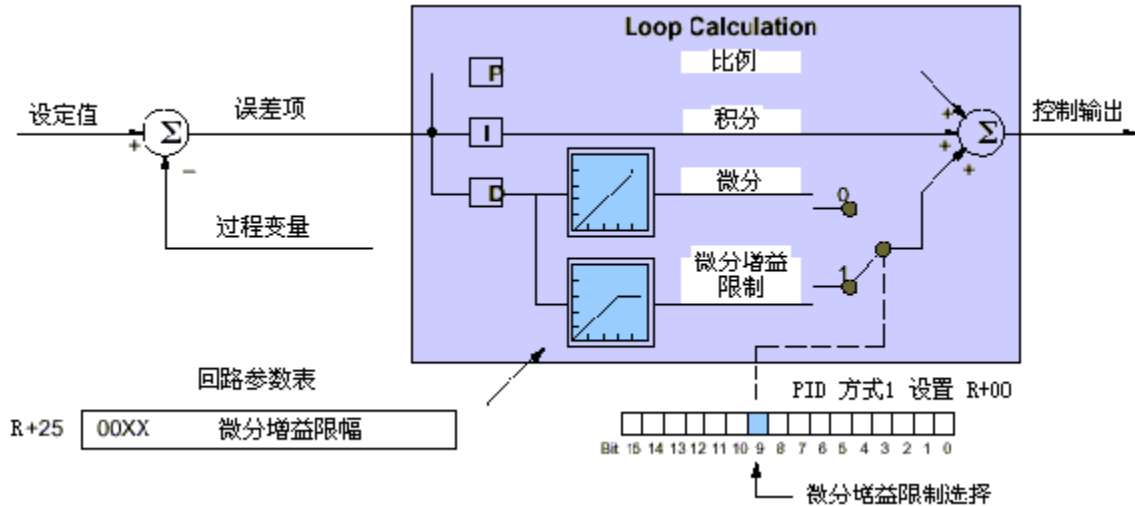 Loop Calculation
P
比例
设定值
Σ
误差项
I
积分
Σ
控制输出
+
−
+
+
+
D
微分
0
过程变量
微分增益
限制
1
回路参数表
PID 方式1 设置 R+00
R+25 00XX 微分增益限幅
Bit 15 14 13 12 11 10 9 8 7 6 5 4 3 2 1 0
微分增益限制选择